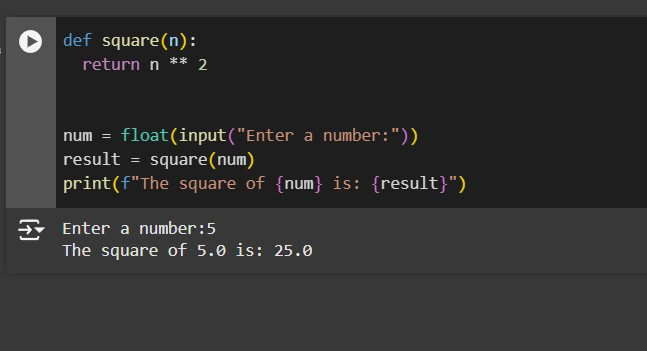 def square(n):
  return n ** 2
num = float(input("Enter a number:"))
result = square(num)
print(f"The square of {num} is: {result}")
Enter a number:5
The square of 5.0 is: 25.0